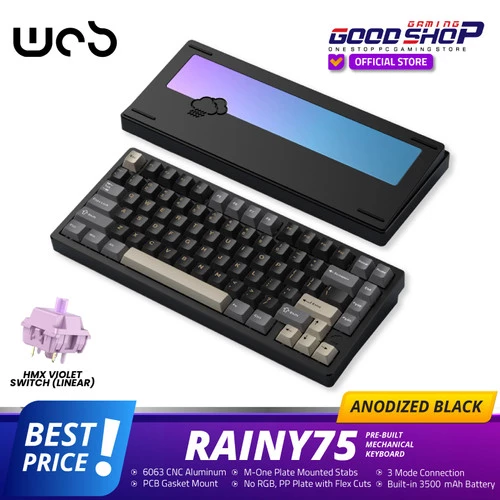 wob
GAMING
GOOD SHOP
ONE STOP PC GAMING STORE
OFFICIAL STORE
HMX VIOLET
SWITCH (LINEAR)
ANODIZED BLACK
BEST
PRICE!
RAINY75
PRE-BUILT
MECHANICAL
KEYBOARD
6063 CNC Aluminum
M-One Plate Mounted Stabs
3 Mode Connection
PCB Gasket Mount
No RGB, PP Plate with Flex Cuts
Built-in 3500 mAh Battery